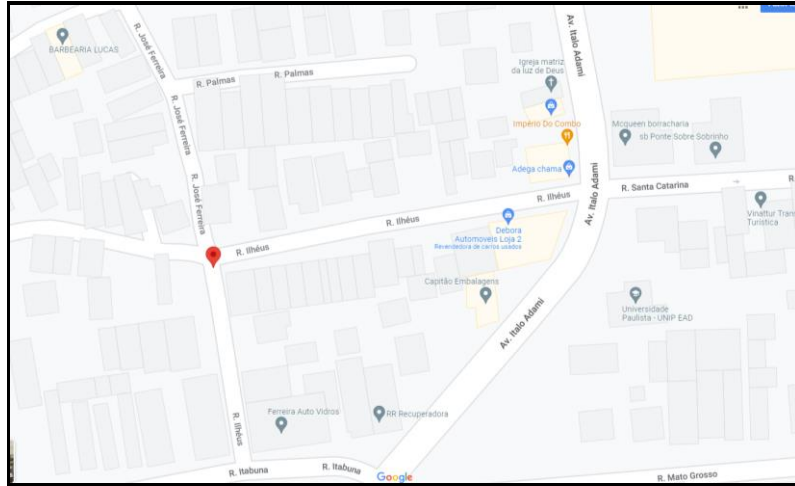 BARBEARIA LUCAS
R. José Ferreira
R. Palmas
R. Palmas
Av. Italo Adami
Igreja matriz
da luz de Deus
Império Do Combo
Mcqueen borracharia
sb Ponte Sobre Sobrinho
R. José Ferreira
Adega chama
Av. Italo Adami
R. José Ferreira
R. Santa Catarina
R. Ilhéus
R. Ilhéus
Debora
Automoveis Loja 2
Revendedora de carros usados
Vinattur Tran
Turistica
R. Ilhéus
Capitão Embalagens
Universidade
Paulista - UNIP EAD
Av. Italo Adami
Ferreira Auto Vidros
RR Recuperadora
R. Ilhéus
R. Itabuna
R. Itabuna
Google
R. Mato Grosso